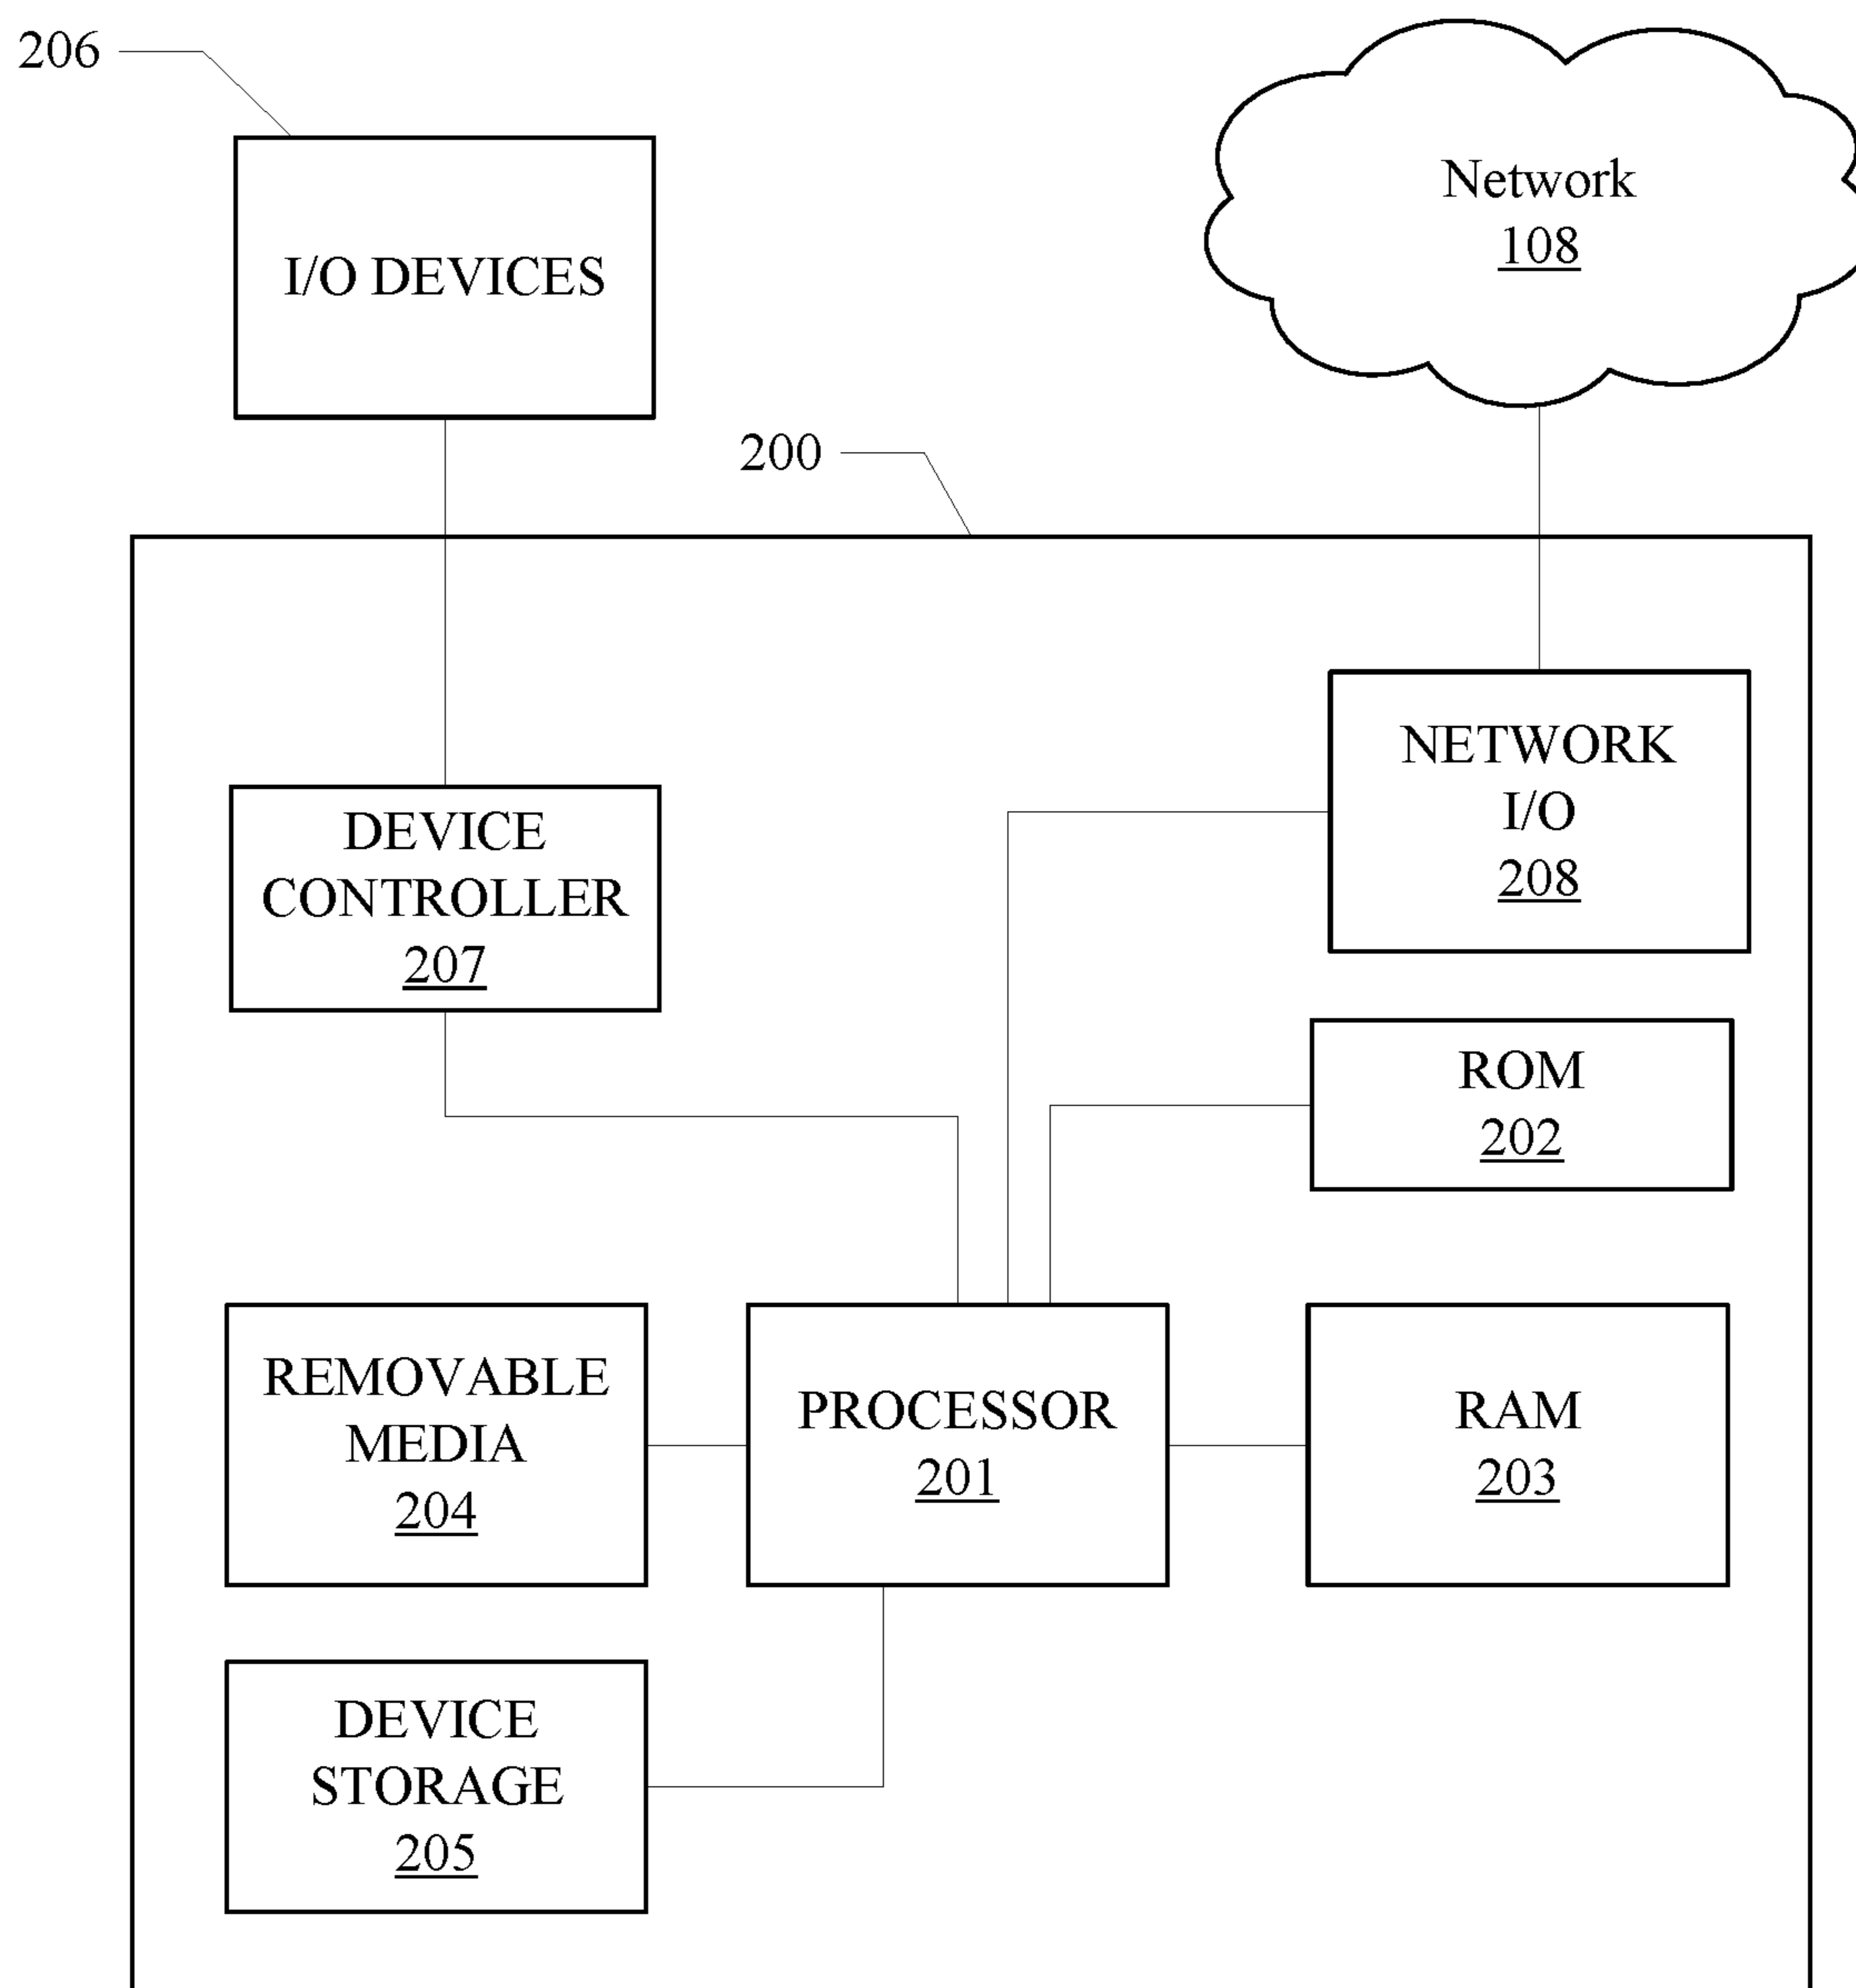 206
I/O DEVICES
Network
108
200
NETWORK
I/O
208
DEVICE
CONTROLLER
207
ROM
202
REMOVABLE
MEDIA
204
PROCESSOR
201
RAM
203
DEVICE
STORAGE
205